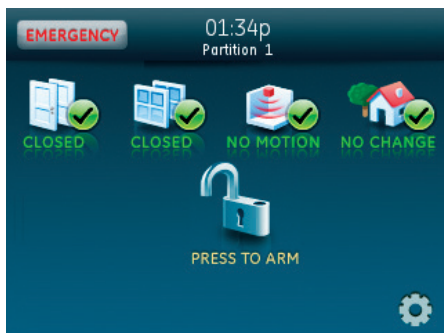 EMERGENCY
01:34p
Partition 1
CLOSED
CLOSED
NO MOTION
NO CHANGE
PRESS TO ARM